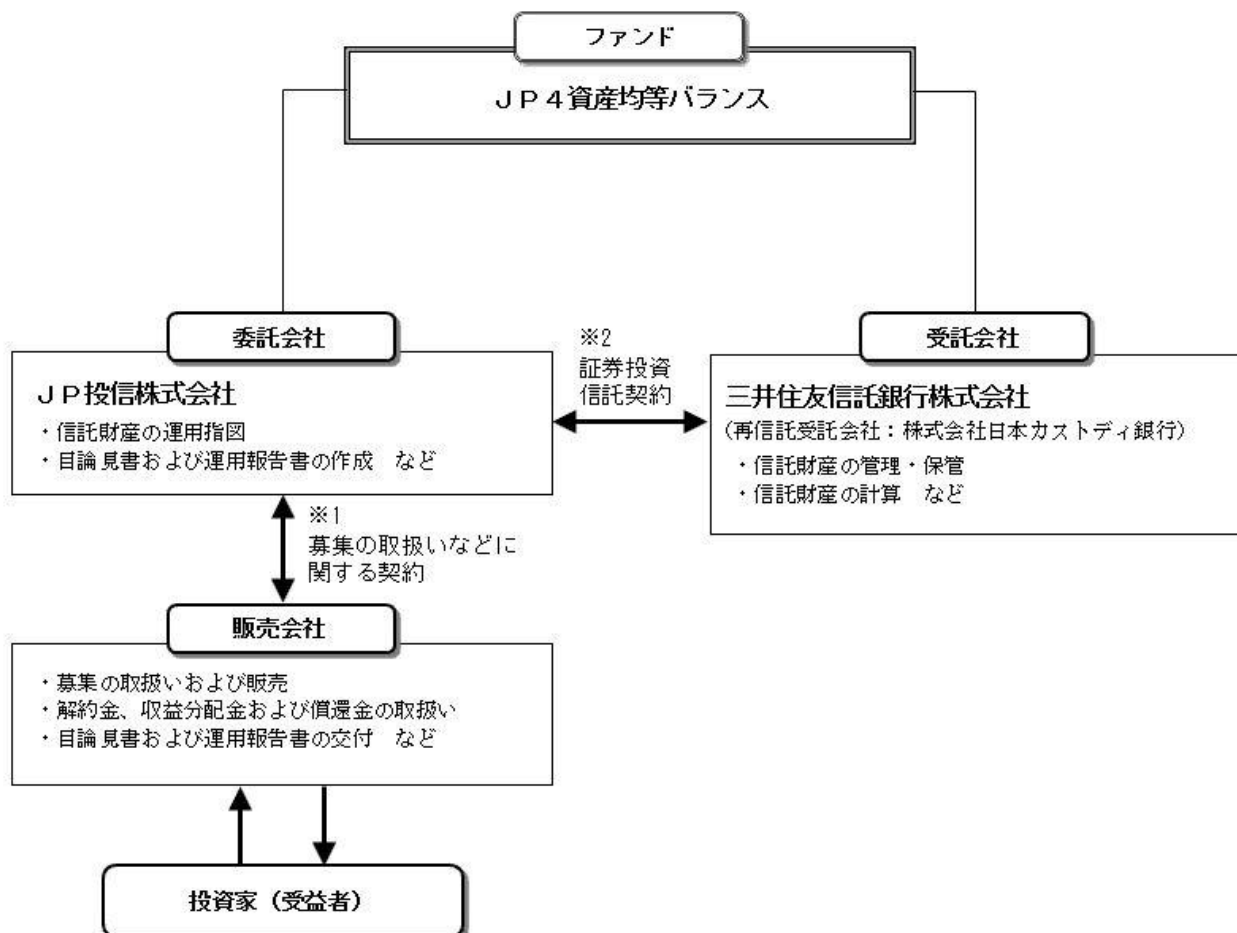 ファンド
ＪＰ４資産均等バランス
委託会社
ＪＰ投信株式会社
・信託財産の運用指図
・目論見書および運用報告書の作成　など
※2
証券投資
信託契約
受託会社
三井住友信託銀行株式会社
(再信託受託会社：株式会社日本カストディ銀行)
・信託財産の管理・保管
・信託財産の計算　など
※1
募集の取扱いなどに
関する契約
販売会社
・募集の取扱いおよび販売
・解約金、収益分配金および償還金の取扱い
・目論見書および運用報告書の交付　など
投資家（受益者）